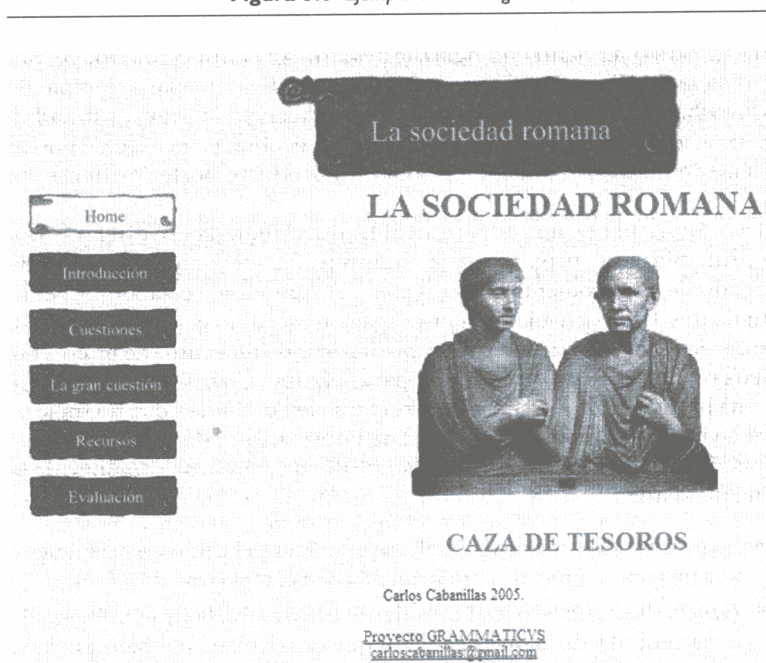 La sociedad romana
LA SOCIEDAD ROMANA
Home
Introducción
Cuestiones
La gran cuestión
Recursos
Evaluación
CAZA DE TESOROS
Carlos Cabanillas 2005.
Proyecto GRAMMATICVS
carloscabanillas@gmail.com